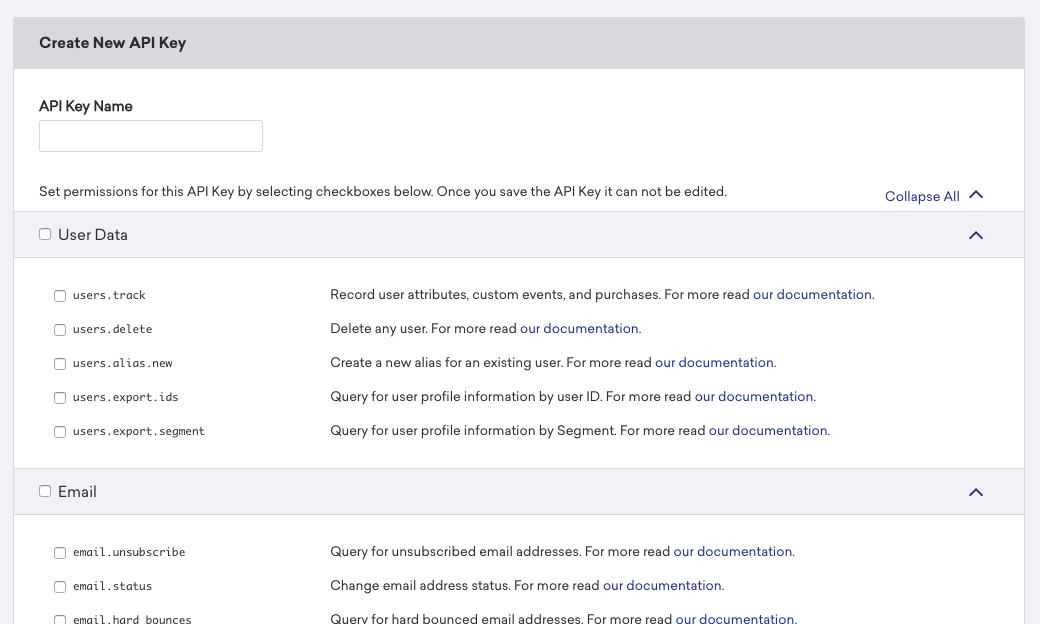 Create New API Key
API Key Name
Set permissions for this API Key by selecting checkboxes below. Once you save the API Key it can not be edited.
Collapse All
User Data
users.track Record user attributes, custom events, and purchases. For more read our documentation.
users.delete Delete any user. For more read our documentation.
users.alias.new Create a new alias for an existing user. For more read our documentation.
users.export.ids Query for user profile information by user ID. For more read our documentation.
users.export.segment Query for user profile information by Segment. For more read our documentation.
Email
email.unsubscribe Query for unsubscribed email addresses. For more read our documentation.
email.status Change email address status. For more read our documentation.
email.hard_bounces Query for hard bounced email addresses. For more read our documentation.